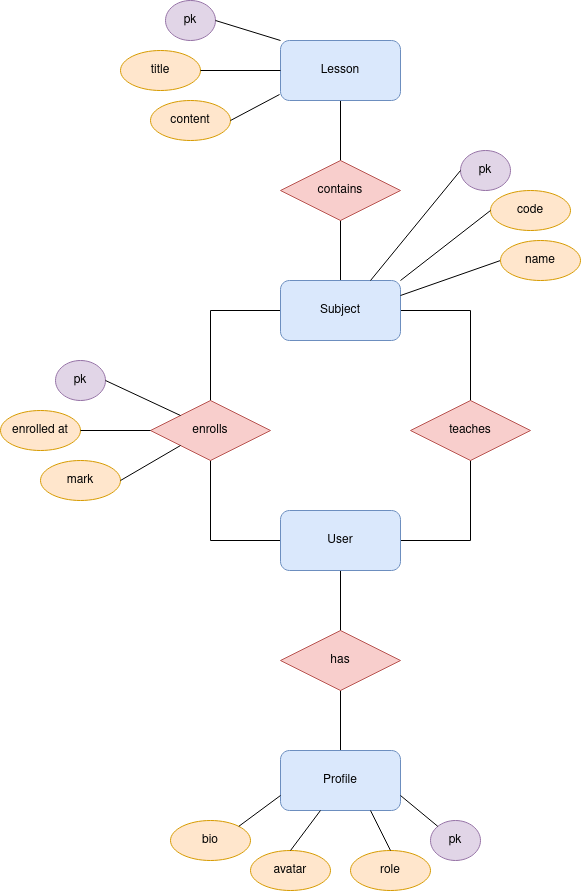 pk
title
Lesson
content
contains
pk
code
name
Subject
pk
enrolled at
enrolls
teaches
mark
User
has
Profile
bio
pk
avatar
role